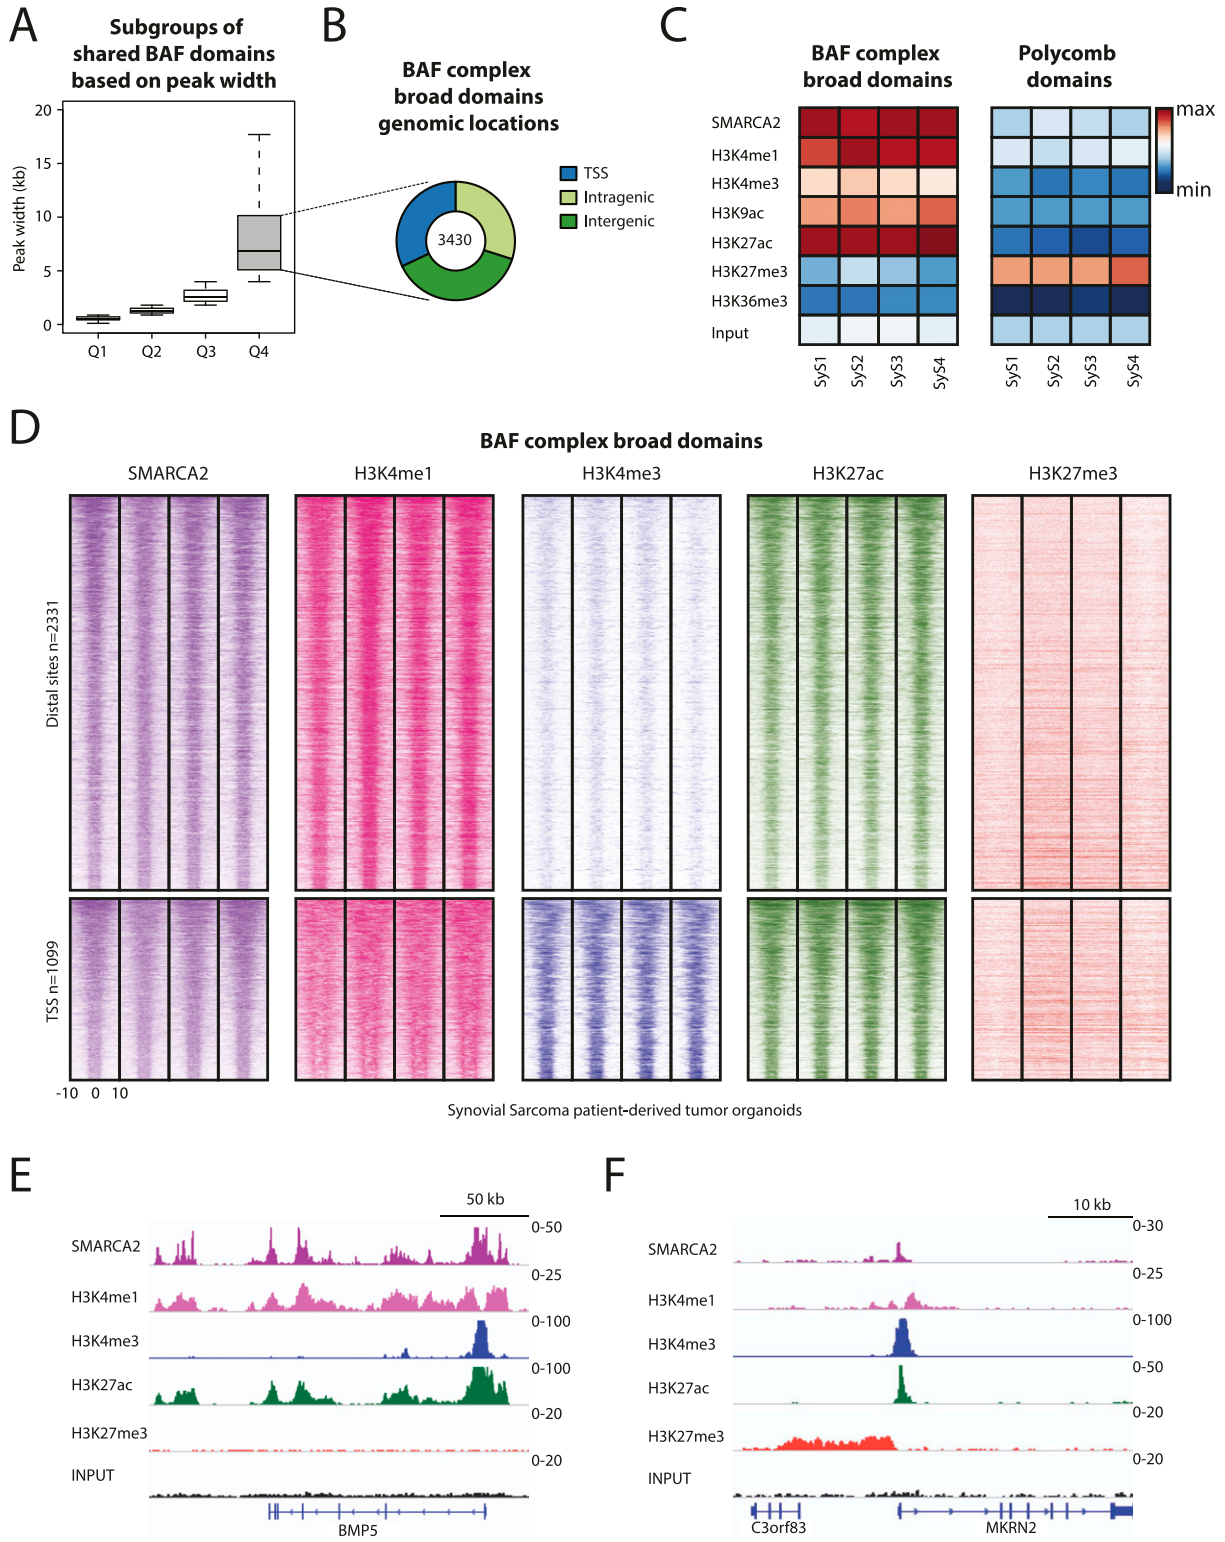 A
Subgroups of
shared BAF domains
based on peak width
Peak width (kb)
20
15
10
5
0
Q1 Q2 Q3 Q4
B
BAF complex
broad domains
genomic locations
3430
TSS
Intragenic
Intergenic
C
BAF complex
broad domains
Polycomb
domains
SMARCA2
H3K4me1
H3K4me3
H3K9ac
H3K27ac
H3K27me3
H3K36me3
Input
SyS1 SyS2 SyS3 SyS4
SyS1 SyS2 SyS3 SyS4
max
min
D
BAF complex broad domains
SMARCA2 H3K4me1 H3K4me3 H3K27ac H3K27me3
Distal sites n=2331
TSS n=1099
-10 0 10
Synovial Sarcoma patient-derived tumor organoids
E
50 kb
SMARCA2 0-50
H3K4me1 0-25
H3K4me3 0-100
H3K27ac 0-100
H3K27me3 0-20
INPUT 0-20
BMP5
F
10 kb
SMARCA2 0-30
H3K4me1 0-25
H3K4me3 0-100
H3K27ac 0-50
H3K27me3 0-20
INPUT 0-20
C3orf83 MKRN2